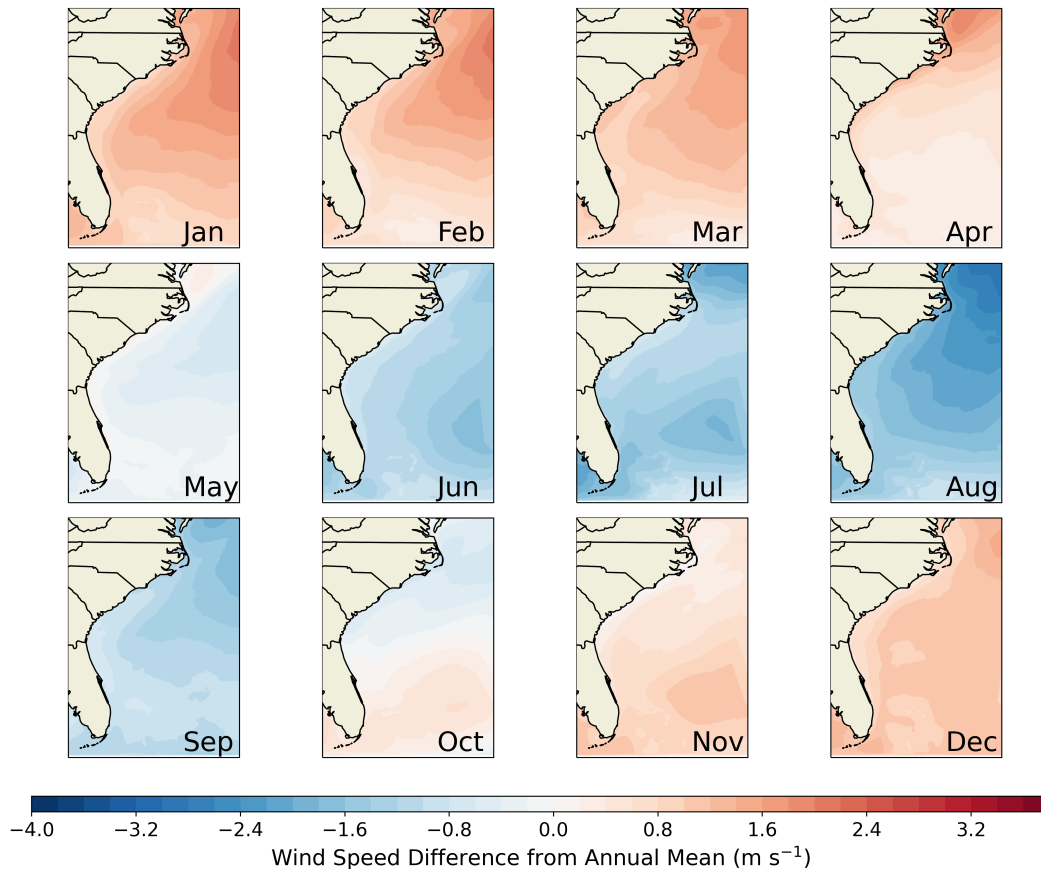 Jan Feb Mar Apr
May Jun Jul Aug
Sep Oct Nov Dec
−4.0 −3.2 −2.4 −1.6 −0.8 0.0 0.8 1.6 2.4 3.2
Wind Speed Difference from Annual Mean (m s⁻¹)